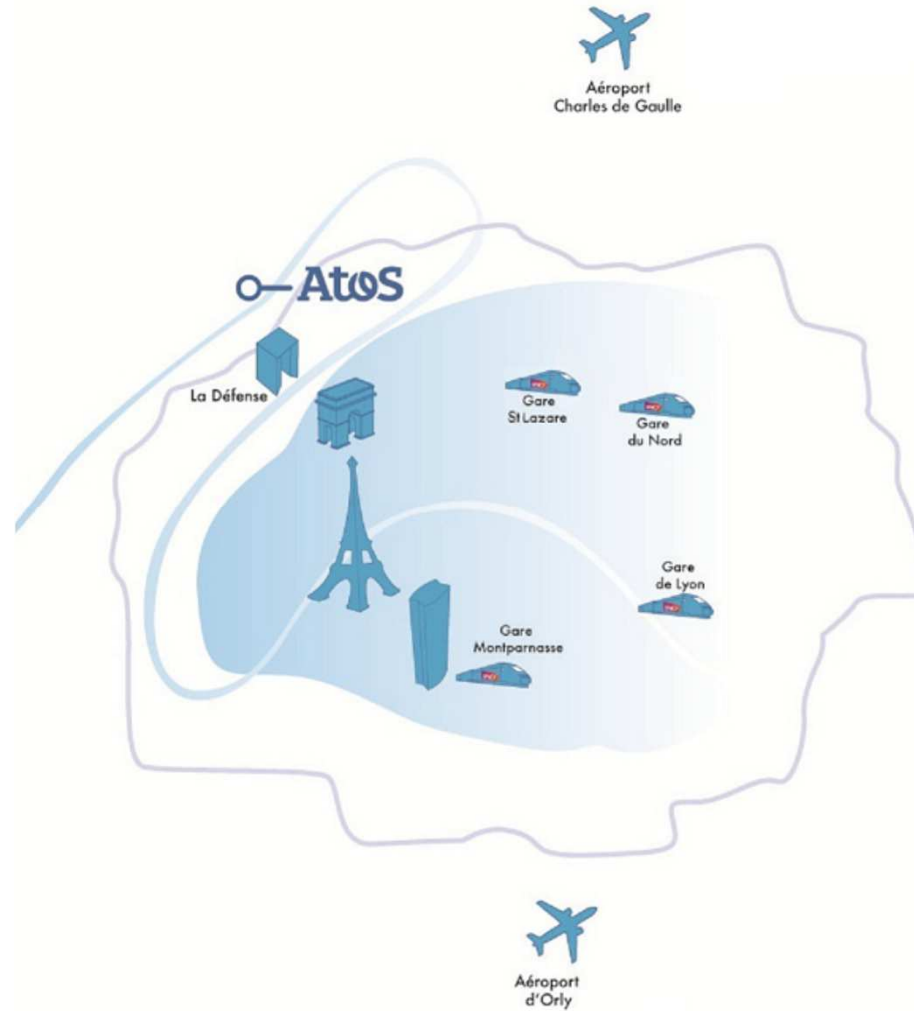 Aéroport
Charles de Gaulle
Atos
La Défense
Gare
St Lazare
Gare
du Nord
Gare
de Lyon
Gare
Montparnasse
Aéroport
d'Orly